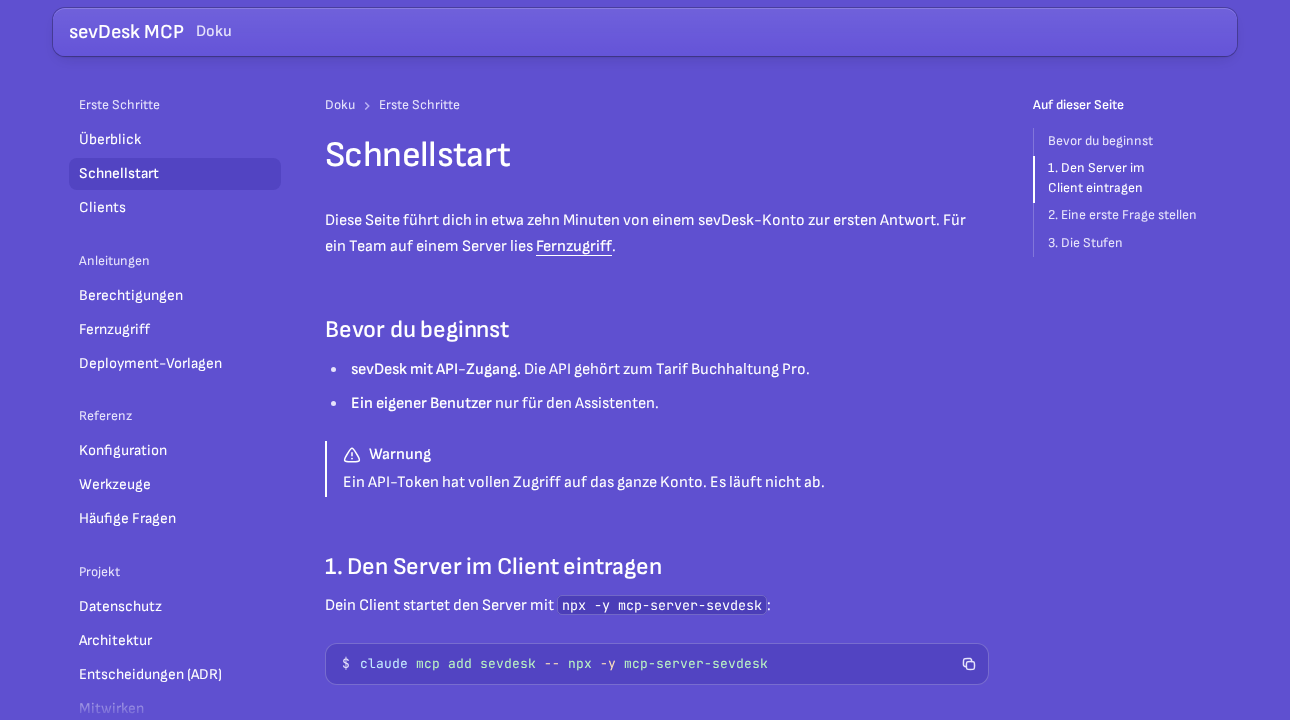 sevDesk MCP Doku
Erste Schritte
Überblick
Schnellstart
Clients
Anleitungen
Berechtigungen
Fernzugriff
Deployment-Vorlagen
Referenz
Konfiguration
Werkzeuge
Häufige Fragen
Projekt
Datenschutz
Architektur
Entscheidungen (ADR)
Mitwirken
Doku > Erste Schritte
Schnellstart
Diese Seite führt dich in etwa zehn Minuten von einem sevDesk-Konto zur ersten Antwort. Für
ein Team auf einem Server lies Fernzugriff.
Bevor du beginnst
• sevDesk mit API-Zugang. Die API gehört zum Tarif Buchhaltung Pro.
• Ein eigener Benutzer nur für den Assistenten.
Warnung
Ein API-Token hat vollen Zugriff auf das ganze Konto. Es läuft nicht ab.
1. Den Server im Client eintragen
Dein Client startet den Server mit npx -y mcp-server-sevdesk:
$ claude mcp add sevdesk -- npx -y mcp-server-sevdesk
Auf dieser Seite
Bevor du beginnst
1. Den Server im
Client eintragen
2. Eine erste Frage stellen
3. Die Stufen